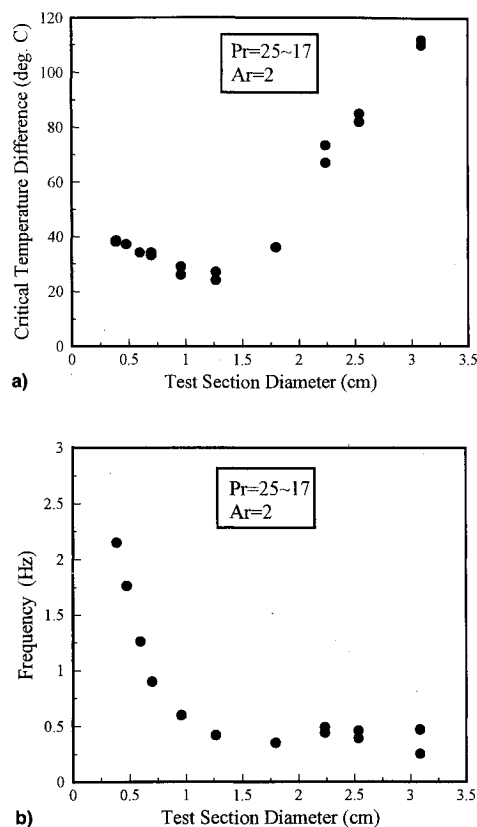 120
100
80
60
40
20
0
Critical Temperature Difference (deg. C)
Pr=25~17
Ar=2
0 0.5 1 1.5 2 2.5 3 3.5
Test Section Diameter (cm)
a)
3
2.5
2
1.5
1
0.5
0
Frequency (Hz)
Pr=25~17
Ar=2
0 0.5 1 1.5 2 2.5 3 3.5
Test Section Diameter (cm)
b)